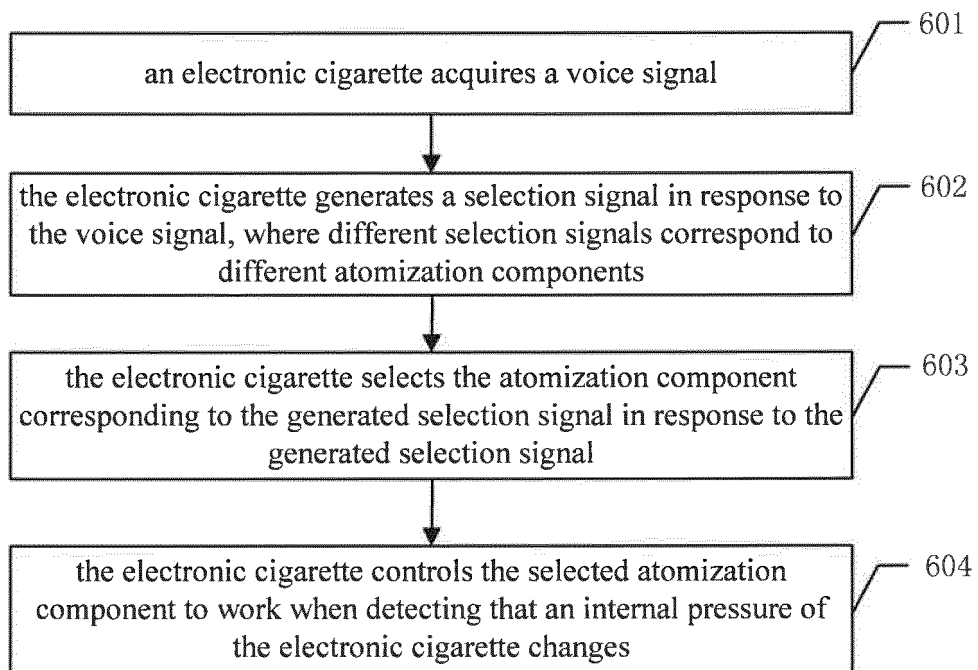 601
an electronic cigarette acquires a voice signal
602
the electronic cigarette generates a selection signal in response to
the voice signal, where different selection signals correspond to
different atomization components
603
the electronic cigarette selects the atomization component
corresponding to the generated selection signal in response to the
generated selection signal
604
the electronic cigarette controls the selected atomization
component to work when detecting that an internal pressure of
the electronic cigarette changes